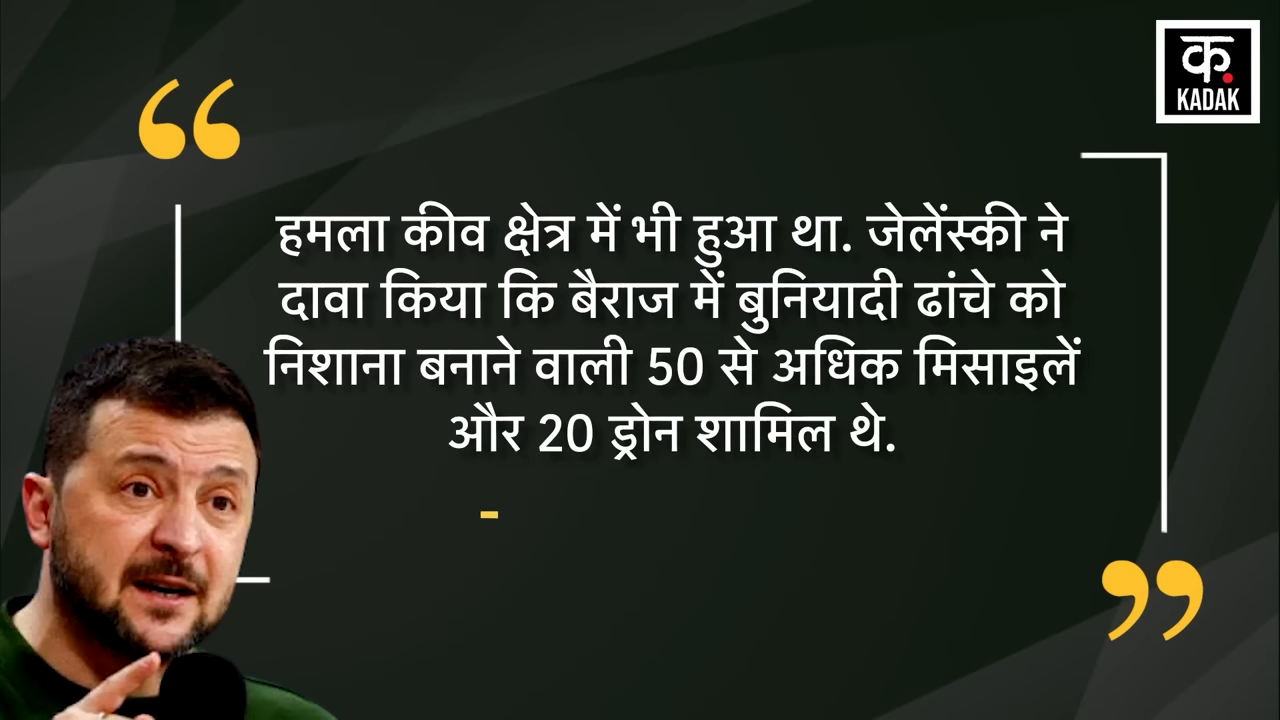 क.
KADAK
हमला कीव क्षेत्र में भी हुआ था. जेलेंस्की ने
दावा किया कि बैराज में बुनियादी ढांचे को
निशाना बनाने वाली 50 से अधिक मिसाइलें
और 20 ड्रोन शामिल थे.
-